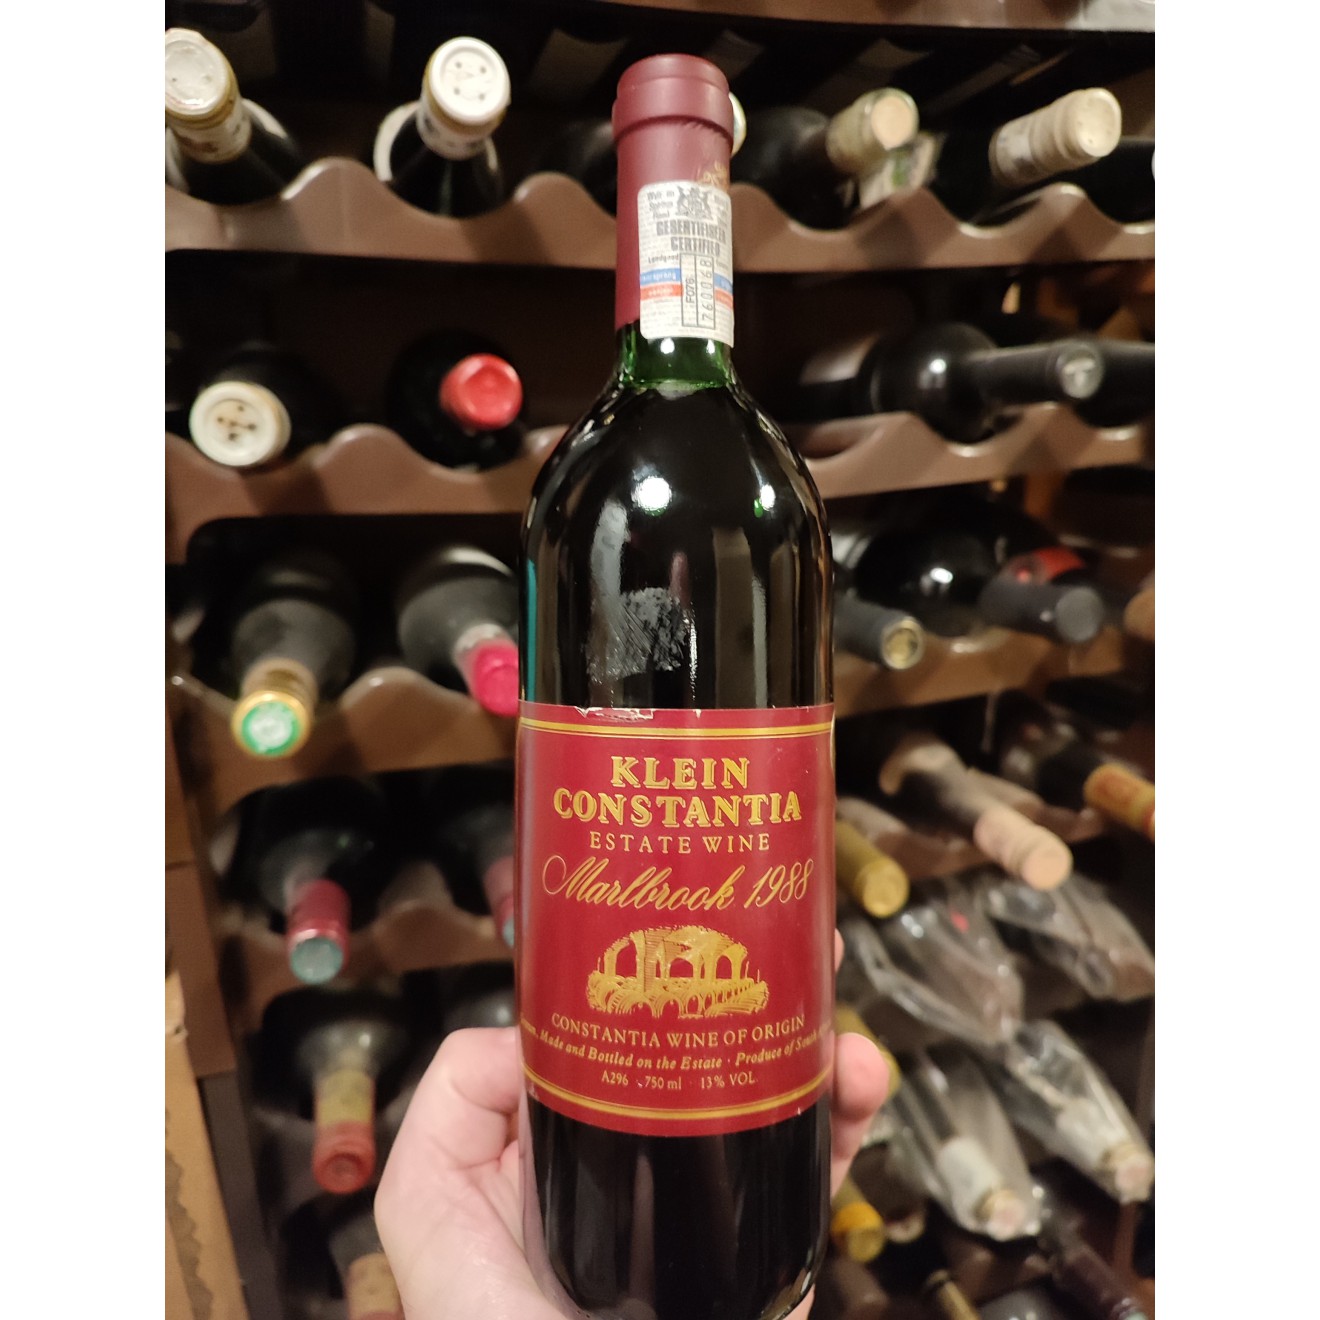 GESERTIFISEER
CERTIFIED
F076
760068
KLEIN
CONSTANTIA
ESTATE WINE
Marlbrook 1988
CONSTANTIA WINE OF ORIGIN
Made and Bottled on the Estate · Produce of South
A296 750 ml 13% VOL